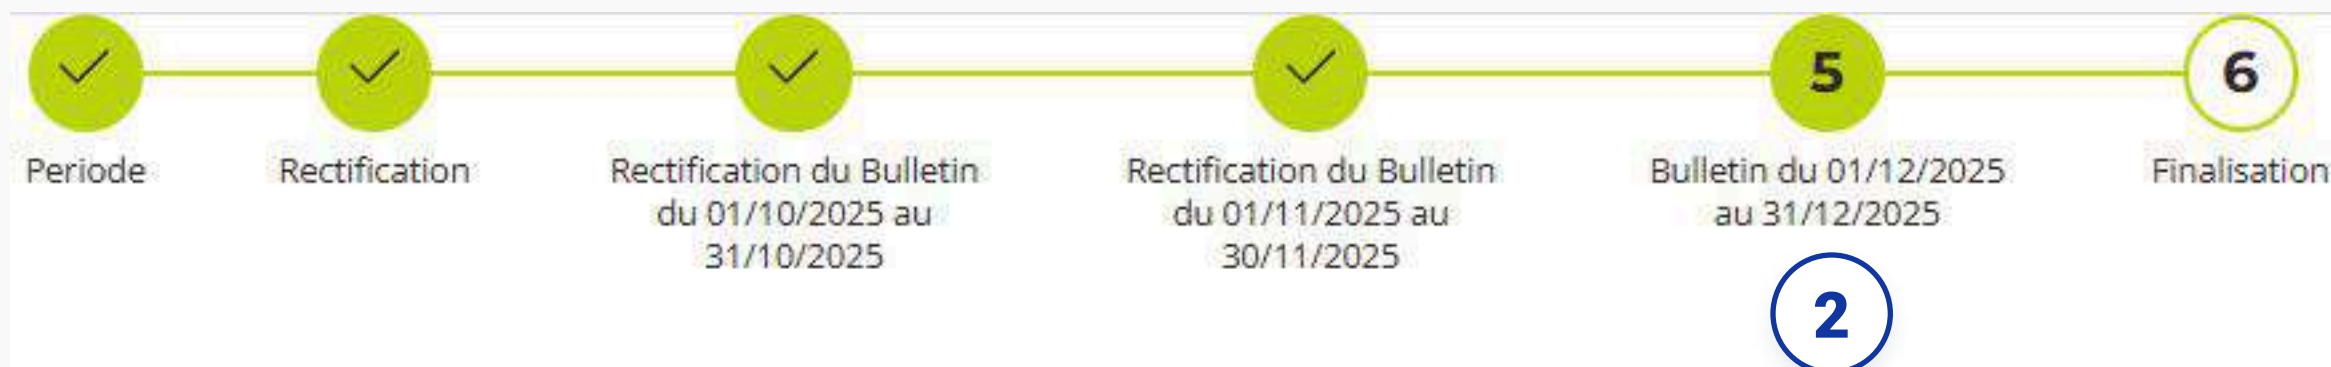 5
6
Periode
Rectification
Rectification du Bulletin
du 01/10/2025 au
31/10/2025
Rectification du Bulletin
du 01/11/2025 au
30/11/2025
Bulletin du 01/12/2025
au 31/12/2025
Finalisation
2